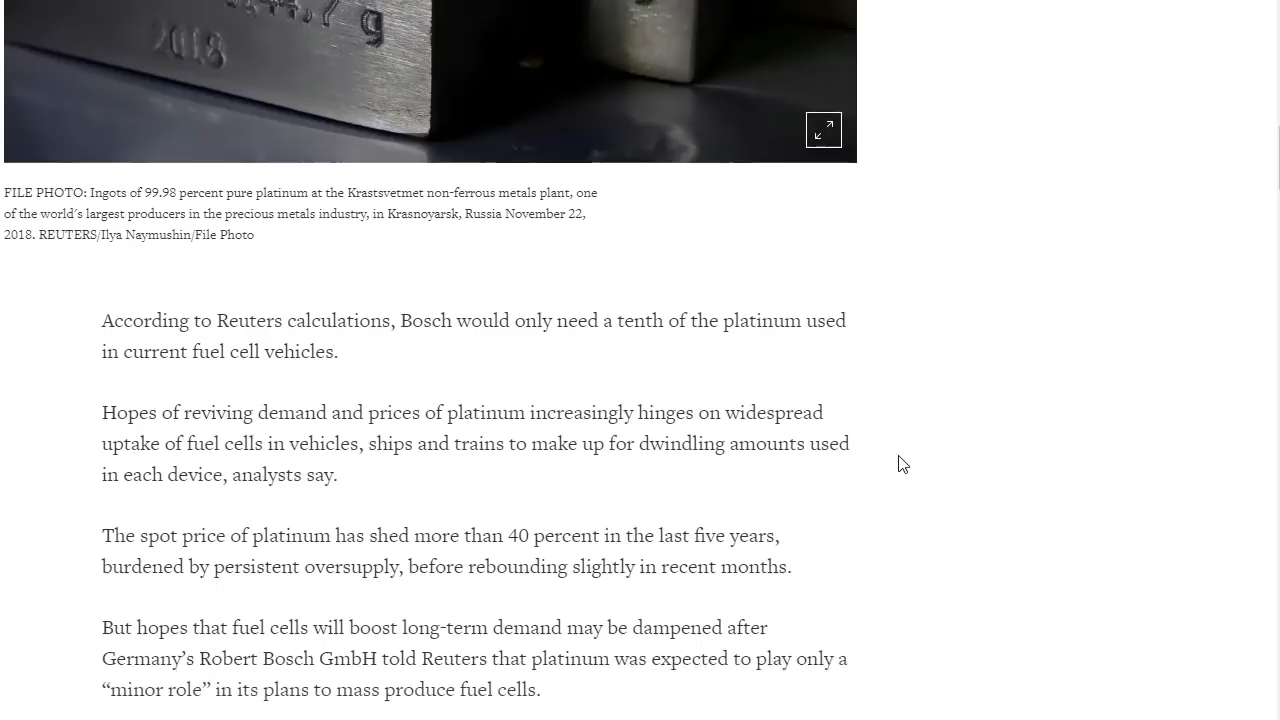 2018
FILE PHOTO: Ingots of 99.98 percent pure platinum at the Krastsvetmet non-ferrous metals plant, one
of the world's largest producers in the precious metals industry, in Krasnoyarsk, Russia November 22,
2018. REUTERS/Ilya Naymushin/File Photo
According to Reuters calculations, Bosch would only need a tenth of the platinum used
in current fuel cell vehicles.
Hopes of reviving demand and prices of platinum increasingly hinges on widespread
uptake of fuel cells in vehicles, ships and trains to make up for dwindling amounts used
in each device, analysts say.
The spot price of platinum has shed more than 40 percent in the last five years,
burdened by persistent oversupply, before rebounding slightly in recent months.
But hopes that fuel cells will boost long-term demand may be dampened after
Germany’s Robert Bosch GmbH told Reuters that platinum was expected to play only a
“minor role” in its plans to mass produce fuel cells.